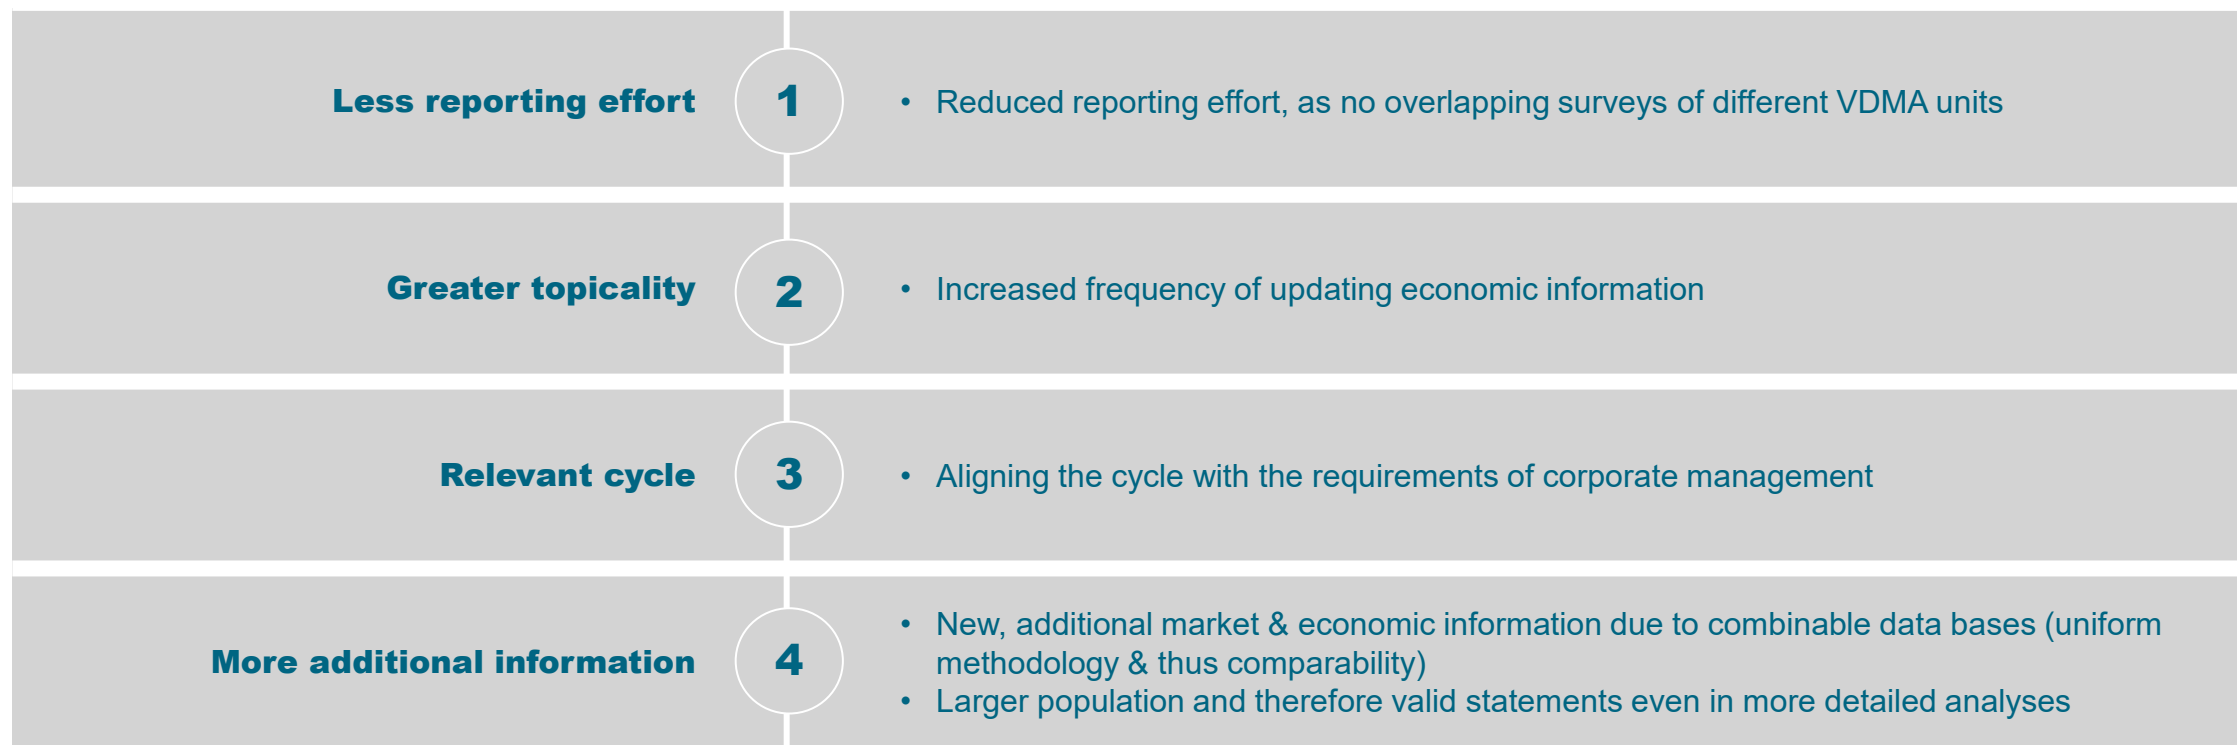 Less reporting effort
1
• Reduced reporting effort, as no overlapping surveys of different VDMA units
Greater topicality
2
• Increased frequency of updating economic information
Relevant cycle
3
• Aligning the cycle with the requirements of corporate management
More additional information
4
• New, additional market & economic information due to combinable data bases (uniform
methodology & thus comparability)
• Larger population and therefore valid statements even in more detailed analyses